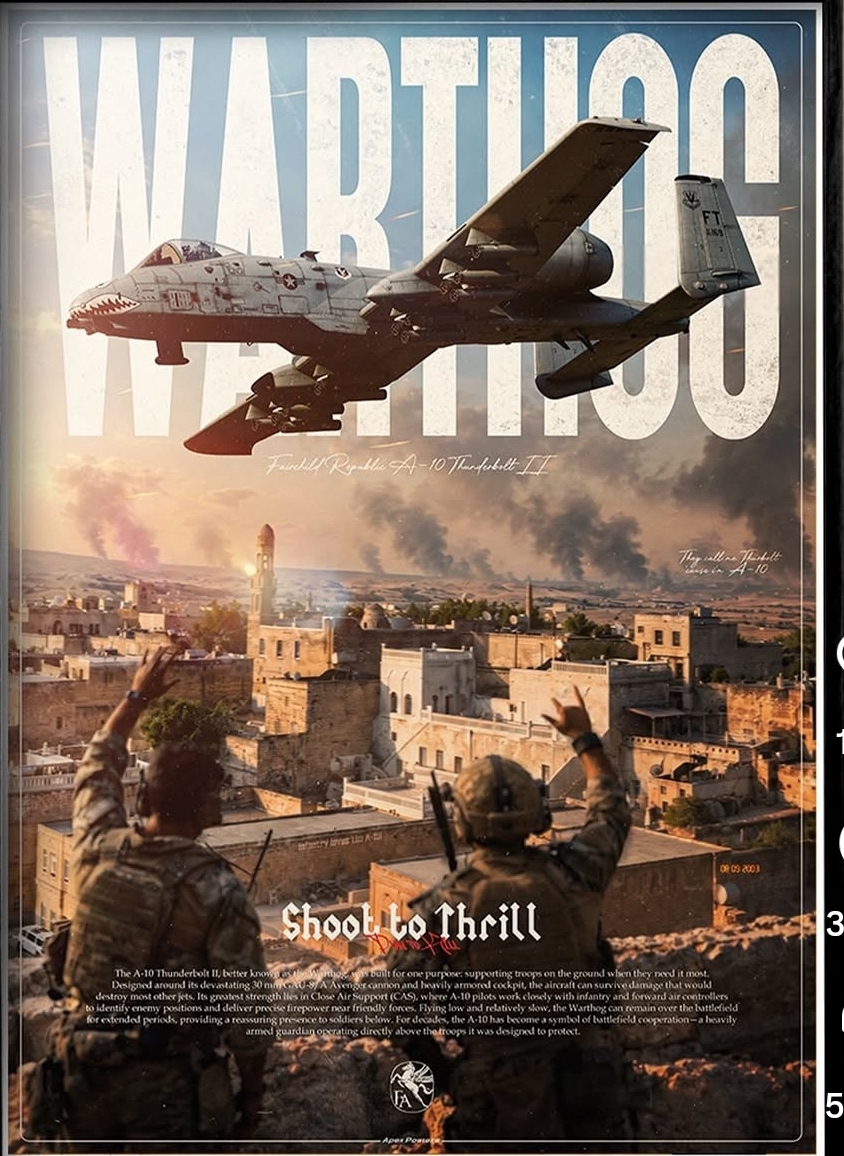 WARTHOG
FT
Fairchild Republic A-10 Thunderbolt II
They call me Thurbolt
'cause im A-10
infantry loves
08 09 2003
Shoot to Thrill
The A-10 Thunderbolt II, better known as the Warthog, was built for one purpose: supporting troops on the ground when they need it most.
Designed around its devastating 30 mm GAU-8/A Avenger cannon and heavily armored cockpit, the aircraft can survive damage that would
destroy most other jets. Its greatest strength lies in Close Air Support (CAS), where A-10 pilots work closely with infantry and forward air controllers
to identify enemy positions and deliver precise firepower near friendly forces. Flying low and relatively slow, the Warthog can remain over the battlefield
for extended periods, providing a reassuring presence to soldiers below. For decades, the A-10 has become a symbol of battlefield cooperation—a heavily
armed guardian operating directly above the troops it was designed to protect.
FA
Apex Posters
3
5